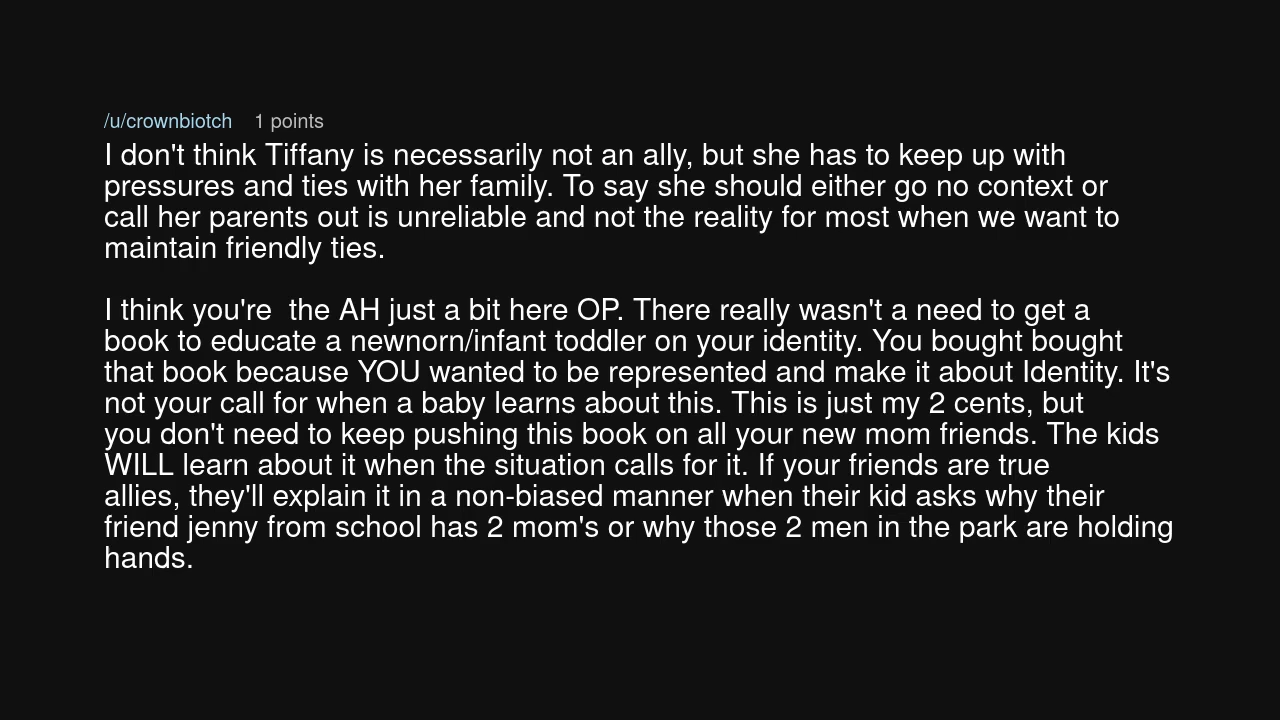 /u/crownbiotch 1 points
I don't think Tiffany is necessarily not an ally, but she has to keep up with
pressures and ties with her family. To say she should either go no context or
call her parents out is unreliable and not the reality for most when we want to
maintain friendly ties.
I think you're  the AH just a bit here OP. There really wasn't a need to get a
book to educate a newnorn/infant toddler on your identity. You bought bought
that book because YOU wanted to be represented and make it about Identity. It's
not your call for when a baby learns about this. This is just my 2 cents, but
you don't need to keep pushing this book on all your new mom friends. The kids
WILL learn about it when the situation calls for it. If your friends are true
allies, they'll explain it in a non-biased manner when their kid asks why their
friend jenny from school has 2 mom's or why those 2 men in the park are holding
hands.